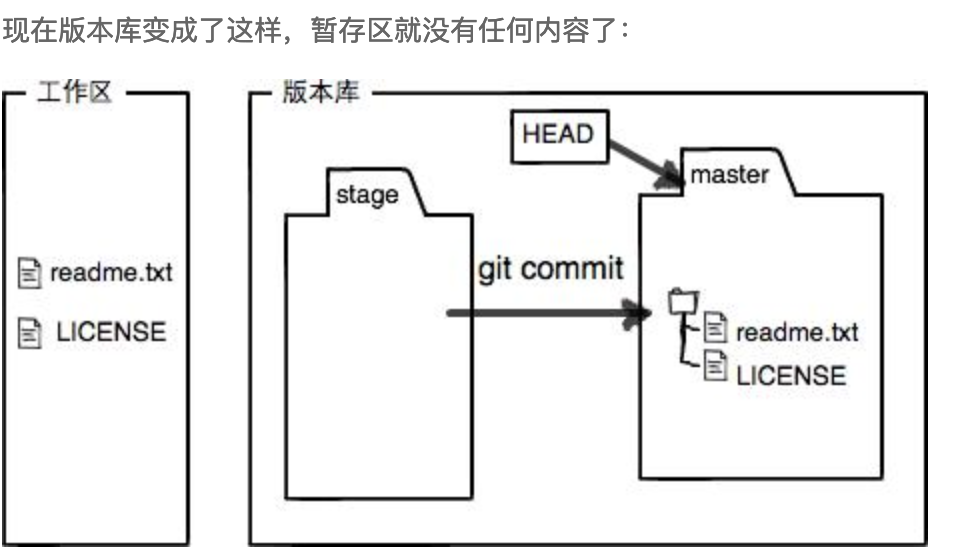 现在版本库变成了这样，暂存区就没有任何内容了：
工作区
版本库
HEAD
master
stage
git commit
readme.txt
LICENSE
readme.txt
LICENSE